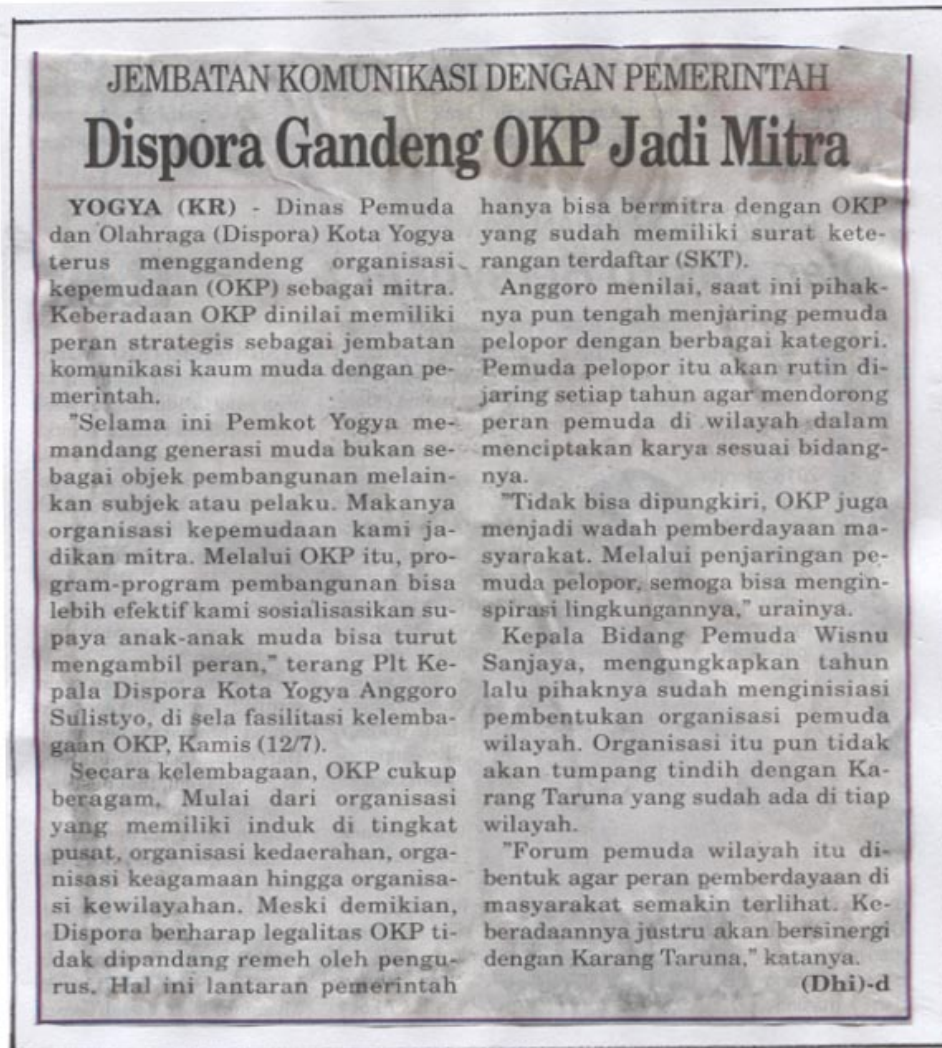 JEMBATAN KOMUNIKASI DENGAN PEMERINTAH
Dispora Gandeng OKP Jadi Mitra
YOGYA (KR) - Dinas Pemuda
dan Olahraga (Dispora) Kota Yogya
terus menggandeng organisasi
kepemudaan (OKP) sebagai mitra.
Keberadaan OKP dinilai memiliki
peran strategis sebagai jembatan
komunikasi kaum muda dengan pe-
merintah.
"Selama ini Pemkot Yogya me-
mandang generasi muda bukan se-
bagai objek pembangunan melain-
kan subjek atau pelaku. Makanya
organisasi kepemudaan kami ja-
dikan mitra. Melalui OKP itu, pro-
gram-program pembangunan bisa
lebih efektif kami sosialisasikan su-
paya anak-anak muda bisa turut
mengambil peran," terang Plt Ke-
pala Dispora Kota Yogya Anggoro
Sulistyo, di sela fasilitasi kelemba-
gaan OKP, Kamis (12/7).
Secara kelembagaan, OKP cukup
beragam. Mulai dari organisasi
yang memiliki induk di tingkat
pusat, organisasi kedaerahan, orga-
nisasi keagamaan hingga organisa-
si kewilayahan. Meski demikian,
Dispora berharap legalitas OKP ti-
dak dipandang remeh oleh pengu-
rus. Hal ini lantaran pemerintah
hanya bisa bermitra dengan OKP
yang sudah memiliki surat kete-
rangan terdaftar (SKT).
Anggoro menilai, saat ini pihak-
nya pun tengah menjaring pemuda
pelopor dengan berbagai kategori.
Pemuda pelopor itu akan rutin di-
jaring setiap tahun agar mendorong
peran pemuda di wilayah dalam
menciptakan karya sesuai bidang-
nya.
"Tidak bisa dipungkiri, OKP juga
menjadi wadah pemberdayaan ma-
syarakat. Melalui penjaringan pe-
muda pelopor, semoga bisa mengin-
spirasi lingkungannya," urainya.
Kepala Bidang Pemuda Wisnu
Sanjaya, mengungkapkan tahun
lalu pihaknya sudah menginisiasi
pembentukan organisasi pemuda
wilayah. Organisasi itu pun tidak
akan tumpang tindih dengan Ka-
rang Taruna yang sudah ada di tiap
wilayah.
"Forum pemuda wilayah itu di-
bentuk agar peran pemberdayaan di
masyarakat semakin terlihat. Ke-
beradaannya justru akan bersinergi
dengan Karang Taruna," katanya.
(Dhi)-d